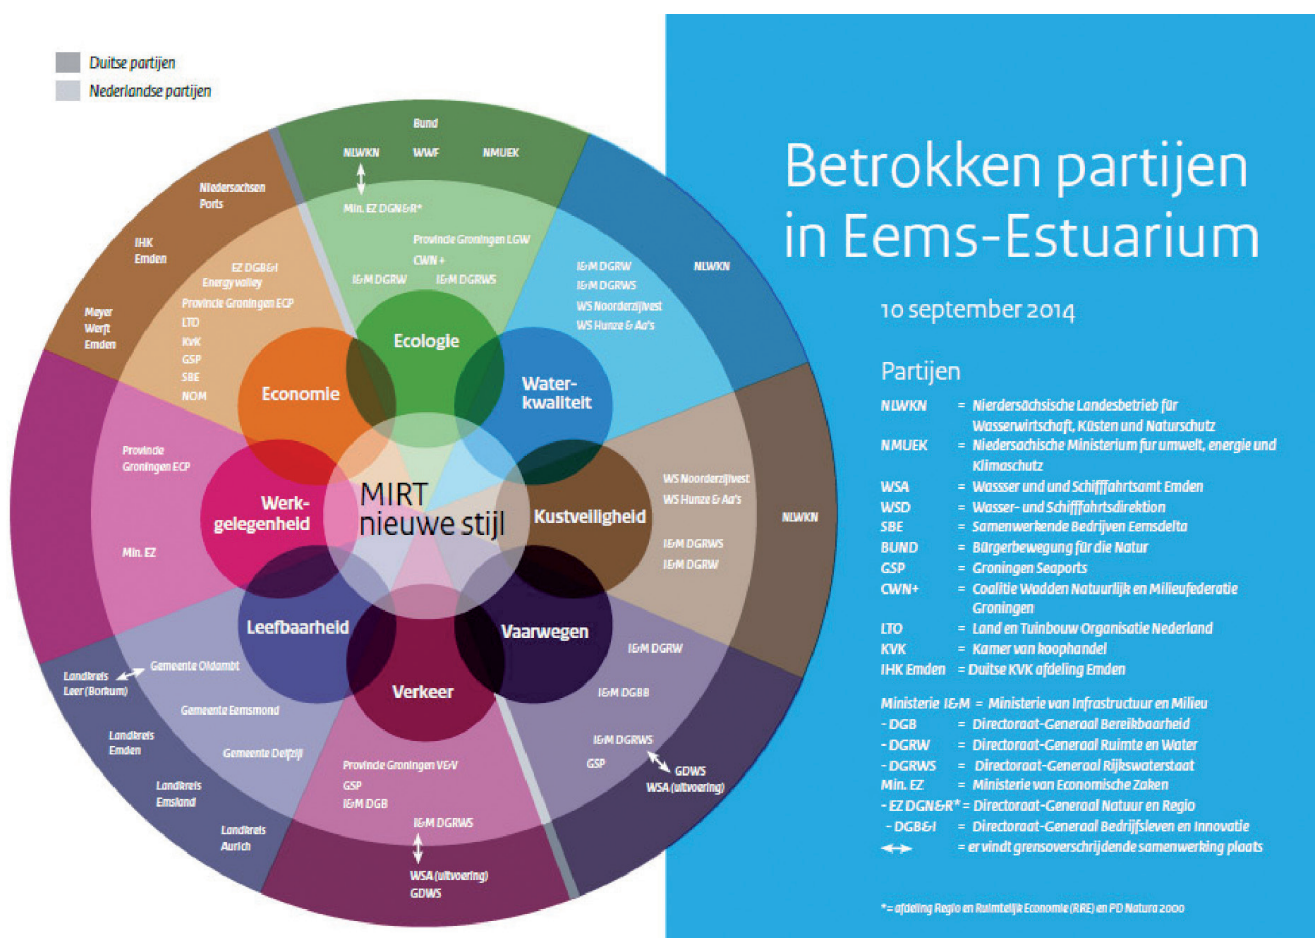 Duitse partijen
Nederlandse partijen
Bund
NLWKN WWF NMUEK
Min. EZ DGN&R*
Provincie Groningen LGW
CWN +
I&M DGRW I&M DGRWS
Ecologie
NLWKN
I&M DGRW
I&M DGRWS
WS Noorderzijlvest
WS Hunze & Aa's
Water-
kwaliteit
NLWKN
WS Noorderzijlvest
WS Hunze & Aa's
I&M DGRWS
I&M DGRW
Kustveiligheid
Vaarwegen
I&M DGRW
I&M DGBB
I&M DGRWS
GSP
GDWS
WSA (uitvoering)
Verkeer
Provincie Groningen V&V
GSP
I&M DGB
I&M DGRWS
WSA (uitvoering)
GDWS
Leefbaarheid
Gemeente Oldambt
Gemeente Eemsmond
Gemeente Delfzijl
Landkreis
Leer (Borkum)
Landkreis
Emden
Landkreis
Emsland
Landkreis
Aurich
Werk-
gelegenheid
Provincie
Groningen ECP
Min. EZ
Economie
EZ DGB&I
Energy valley
Provincie Groningen ECP
LTO
KvK
GSP
SBE
NOM
Niedersachsen
Ports
IHK
Emden
Meyer
Werft
Emden
MIRT
nieuwe stijl
Betrokken partijen
in Eems-Estuarium
10 september 2014
Partijen
NLWKN = Nierdersächsische Landesbetrieb für
Wasserwirtschaft, Küsten und Naturschutz
NMUEK = Niedersachische Ministerium fur umwelt, energie und
Klimaschutz
WSA = Wassser und und Schifffahrtsamt Emden
WSD = Wasser- und Schifffahrtsdirektion
SBE = Samenwerkende Bedrijven Eemsdelta
BUND = Bürgerbewegung für die Natur
GSP = Groningen Seaports
CWN+ = Coalitie Wadden Natuurlijk en Milieufederatie
Groningen
LTO = Land en Tuinbouw Organisatie Nederland
KVK = Kamer van koophandel
IHK Emden = Duitse KVK afdeling Emden
Ministerie I&M = Ministerie van Infrastructuur en Milieu
- DGB = Directoraat-Generaal Bereikbaarheid
- DGRW = Directoraat-Generaal Ruimte en Water
- DGRWS = Directoraat-Generaal Rijkswaterstaat
Min. EZ = Ministerie van Economische Zaken
- EZ DGN&R* = Directoraat-Generaal Natuur en Regio
- DGB&I = Directoraat-Generaal Bedrijfsleven en Innovatie
↔ = er vindt grensoverschrijdende samenwerking plaats
*= afdeling Regio en Ruimtelijk Economie (RRE) en PD Natura 2000